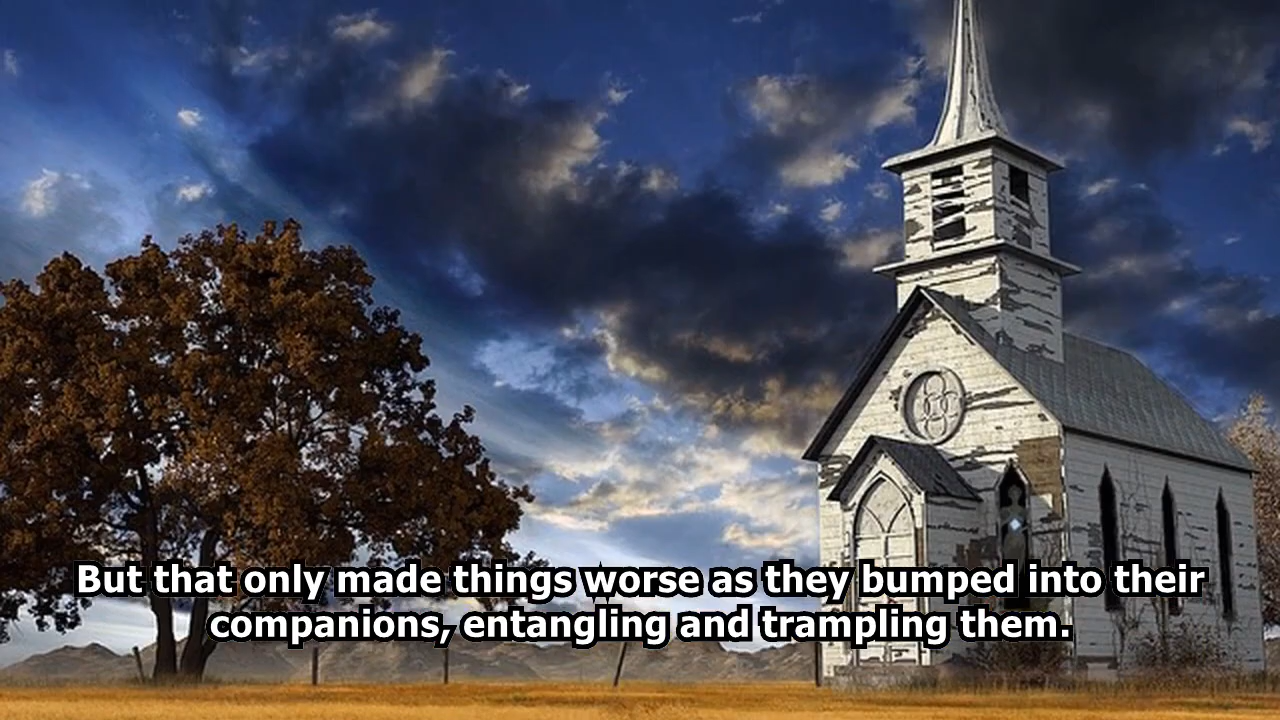 But that only made things worse as they bumped into their
companions, entangling and trampling them.